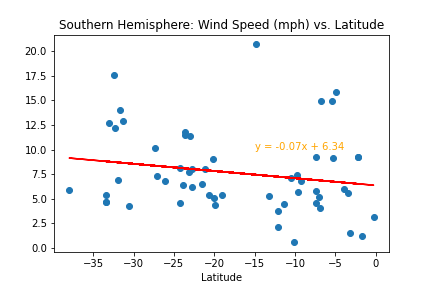 Southern Hemisphere: Wind Speed (mph) vs. Latitude
20.0
17.5
15.0
12.5
10.0
7.5
5.0
2.5
0.0
y = -0.07x + 6.34
−35 −30 −25 −20 −15 −10 −5 0
Latitude